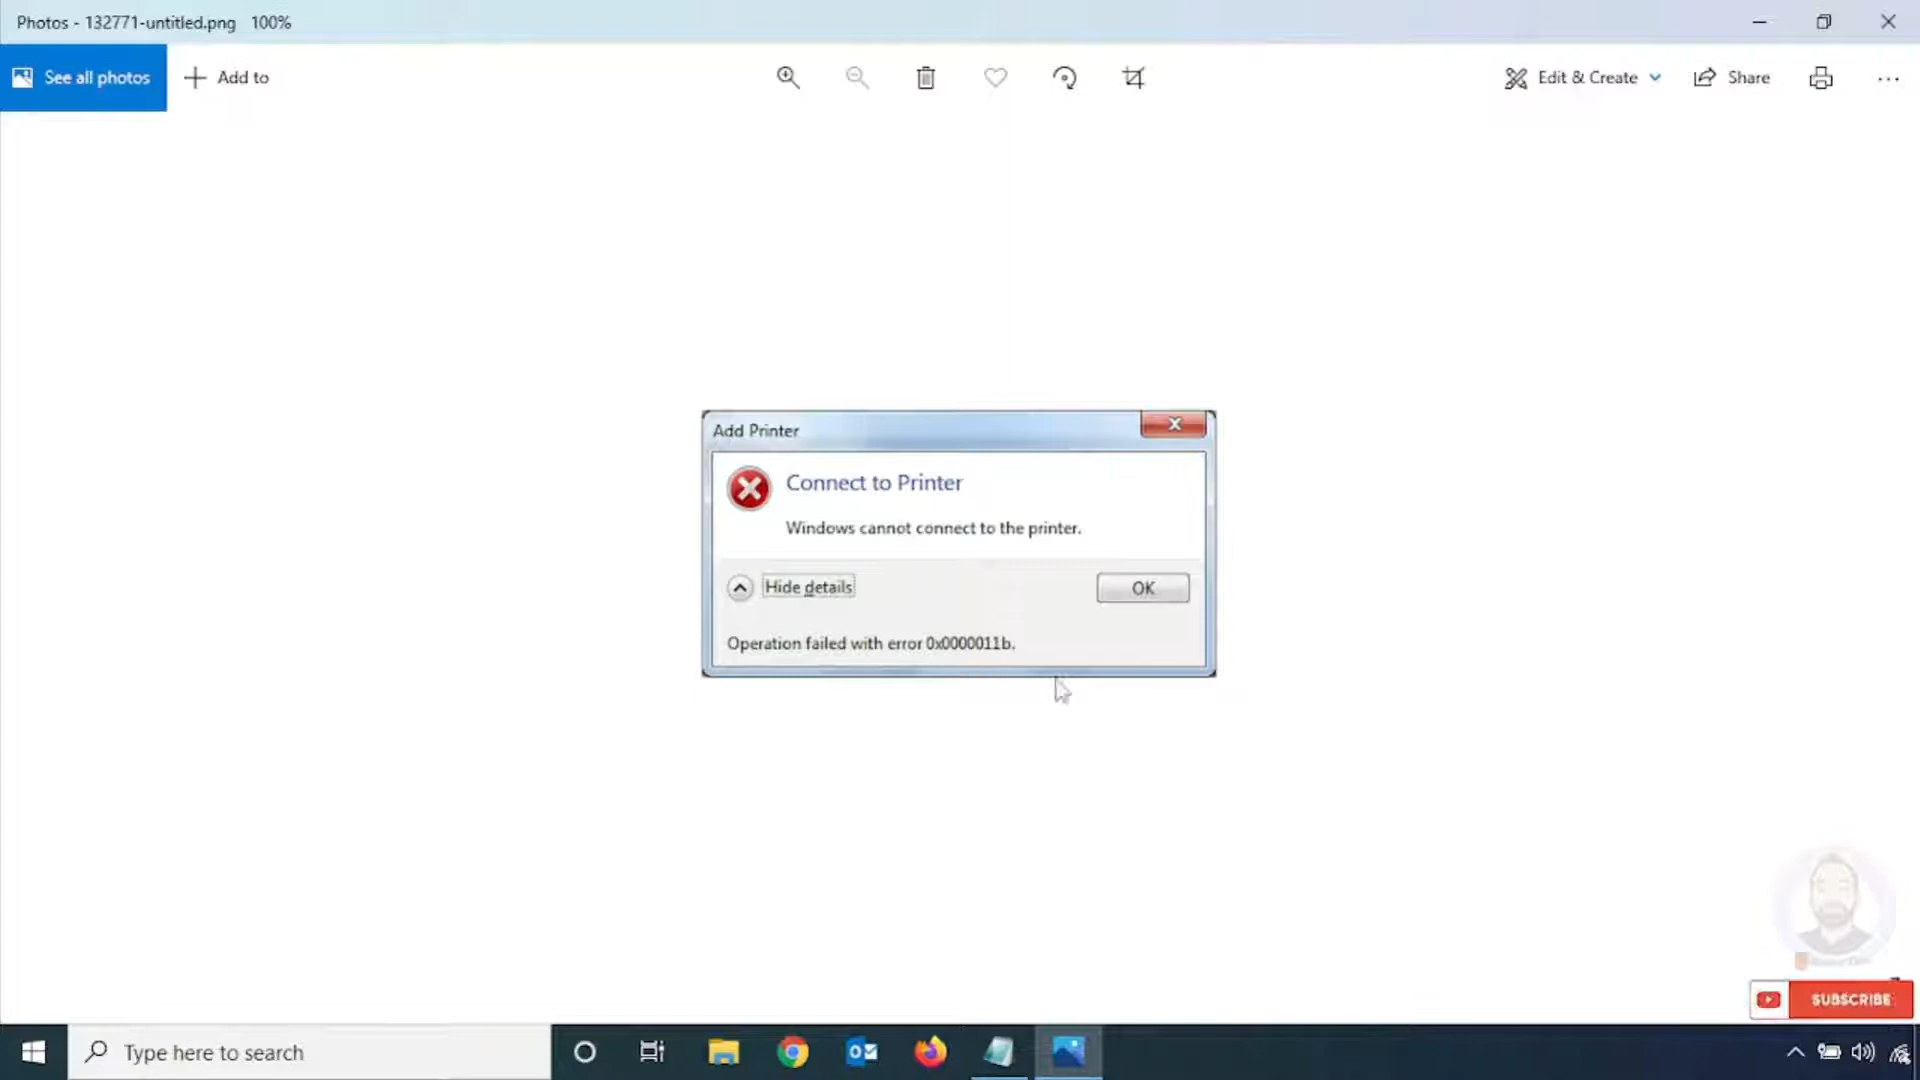 Photos - 132771-untitled.png 100%
See all photos
Add to
Edit & Create
Share
Add Printer
Connect to Printer
Windows cannot connect to the printer.
Hide details
OK
Operation failed with error 0x0000011b.
SUBSCRIBE
Type here to search